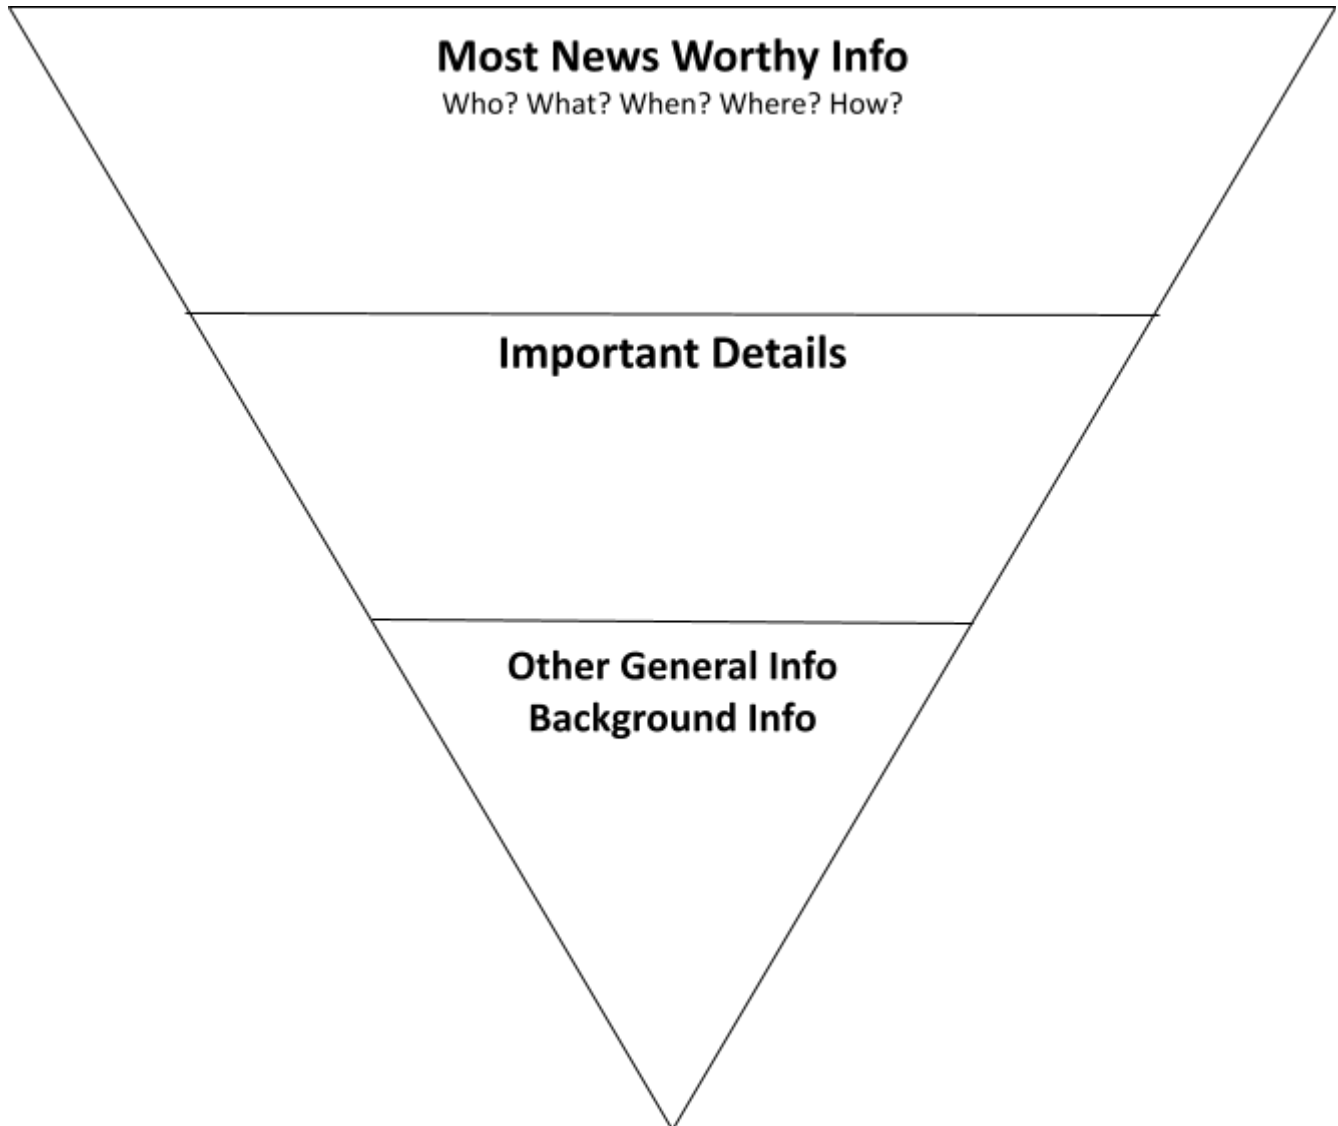 Most News Worthy Info
Who? What? When? Where? How?
Important Details
Other General Info
Background Info